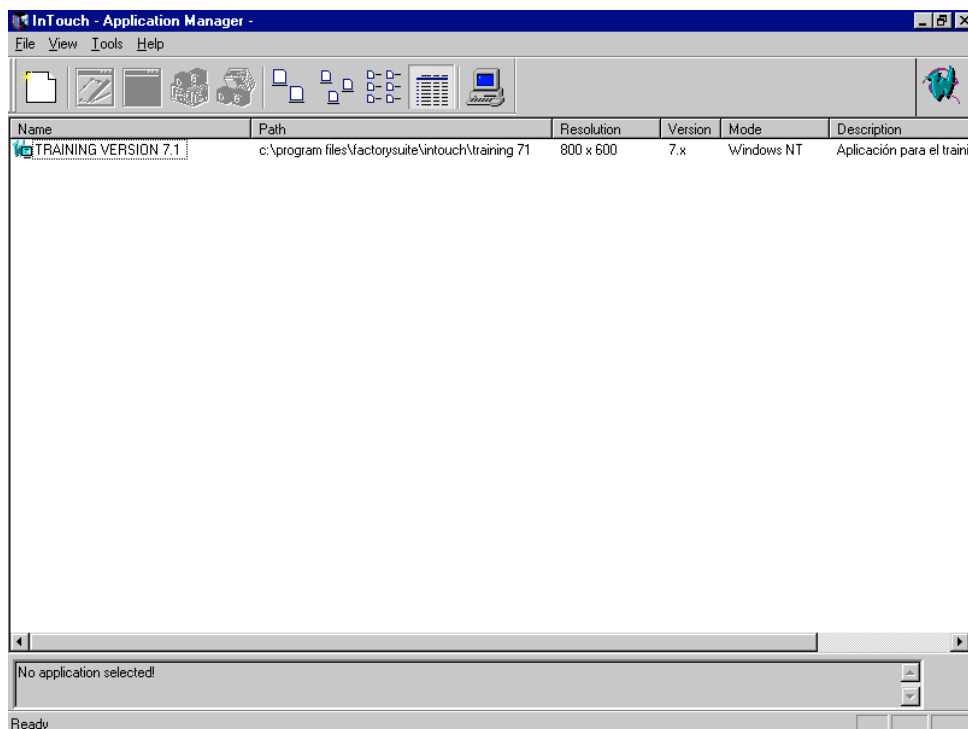 InTouch - Application Manager -
File View Tools Help
Name Path Resolution Version Mode Description
TRAINING VERSION 7.1 c:\program files\factorysuite\intouch\training 71 800 x 600 7.x Windows NT Aplicación para el traini
No application selected!
Ready